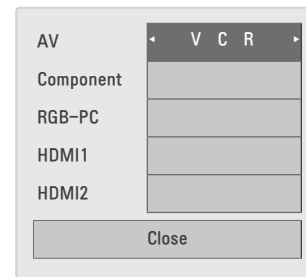 AV ◂ V C R ▸
Component
RGB-PC
HDMI1
HDMI2
Close